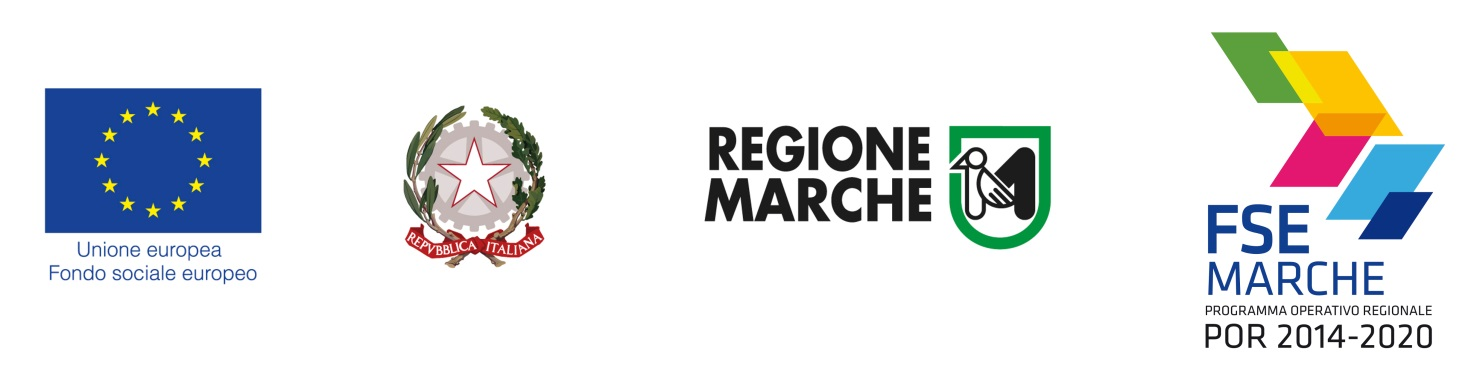 Unione europea
Fondo sociale europeo
REPVBBLICA ITALIANA
REGIONE
MARCHE
FSE
MARCHE
PROGRAMMA OPERATIVO REGIONALE
POR 2014-2020